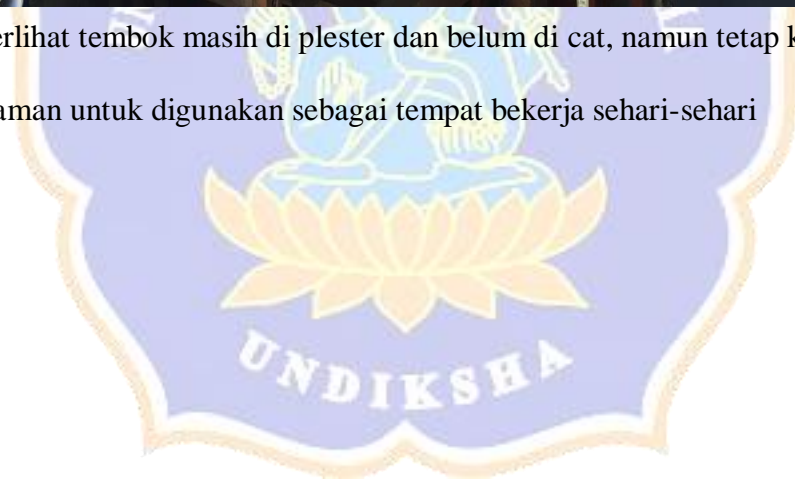 erlihat tembok masih di plester dan belum di cat, namun tetap k
aman untuk digunakan sebagai tempat bekerja sehari-sehari
UNDIKSHA